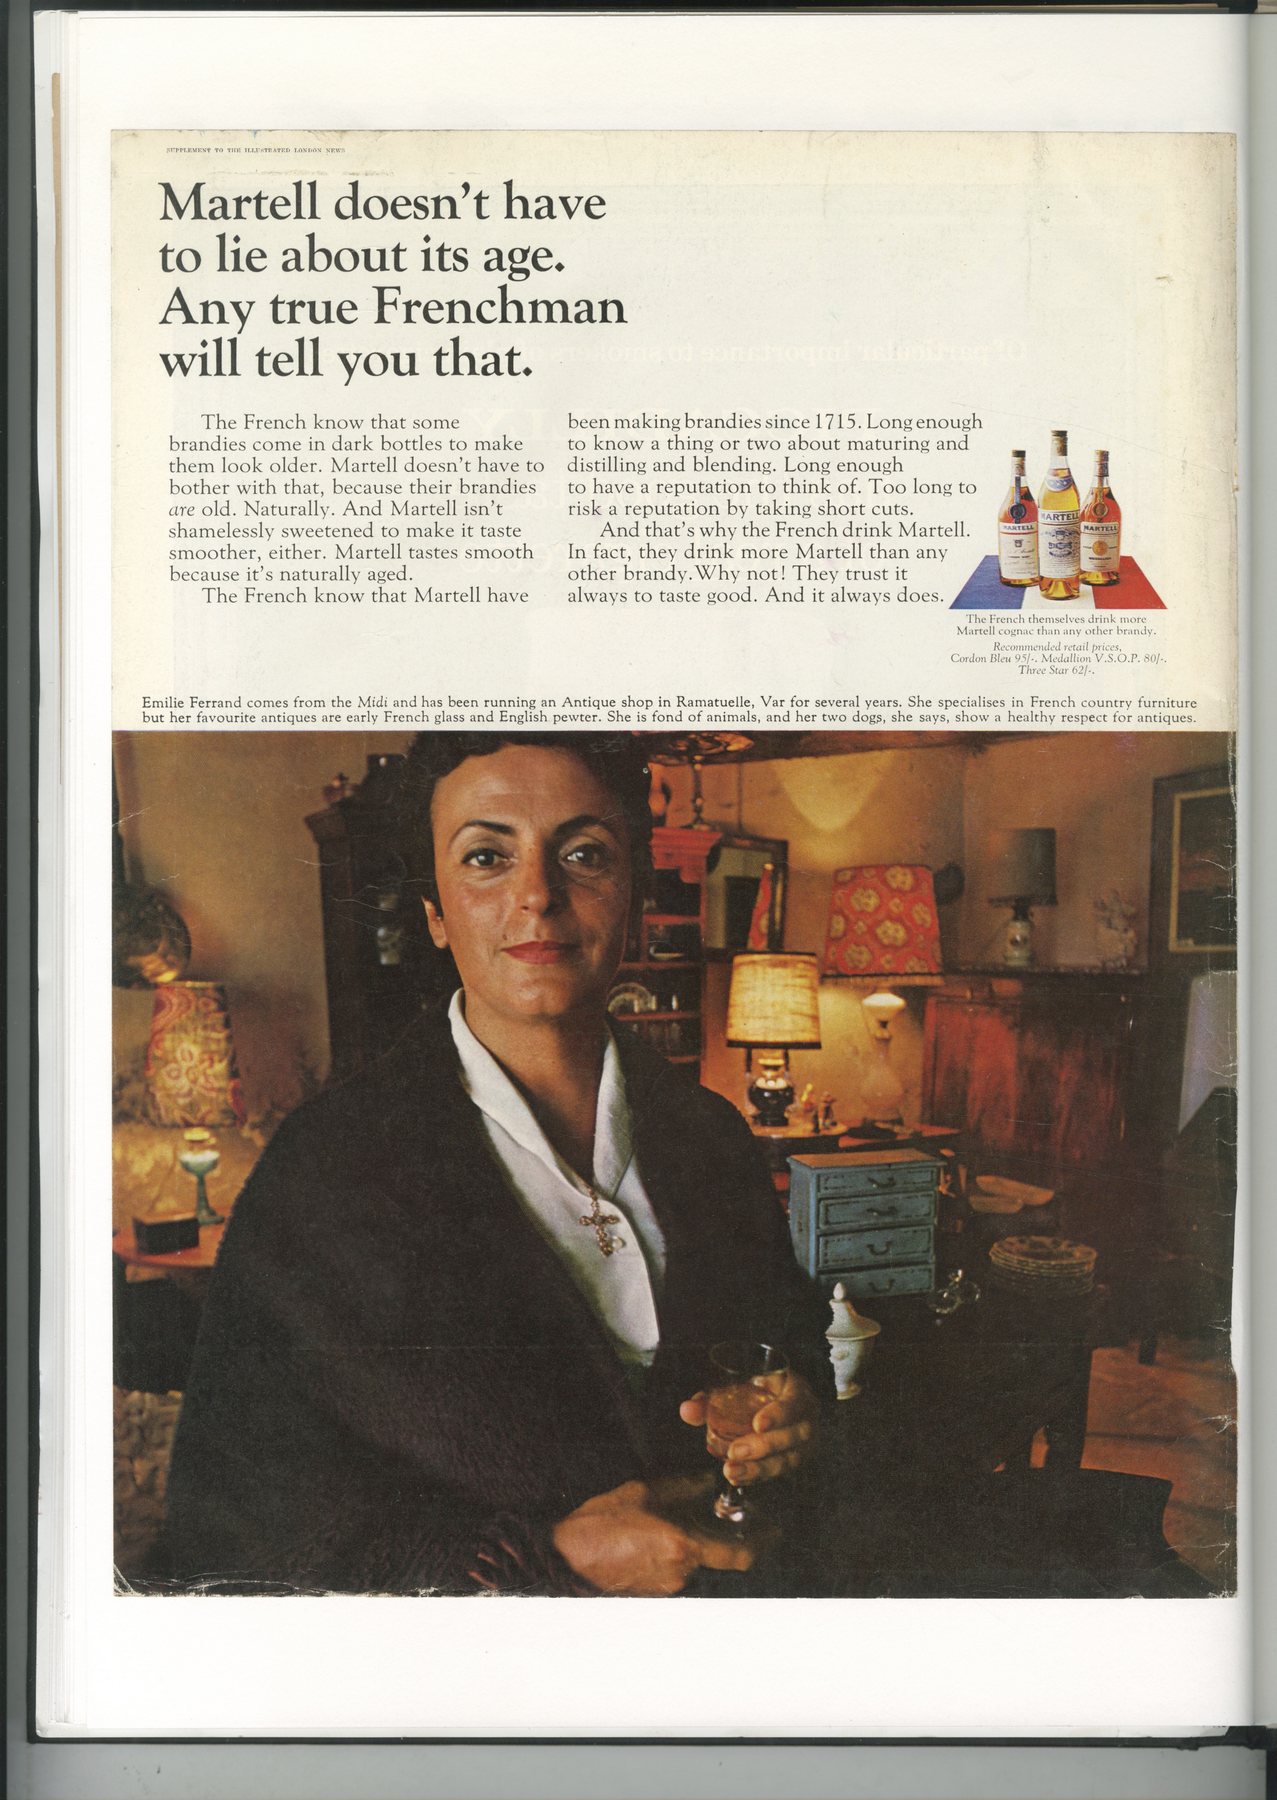 SUPPLEMENT TO THE ILLUSTRATED LONDON NEWS
Martell doesn't have
to lie about its age.
Any true Frenchman
will tell you that.
The French know that some
brandies come in dark bottles to make
them look older. Martell doesn't have to
bother with that, because their brandies
are old. Naturally. And Martell isn't
shamelessly sweetened to make it taste
smoother, either. Martell tastes smooth
because it's naturally aged.
The French know that Martell have
been making brandies since 1715. Long enough
to know a thing or two about maturing and
distilling and blending. Long enough
to have a reputation to think of. Too long to
risk a reputation by taking short cuts.
And that's why the French drink Martell.
In fact, they drink more Martell than any
other brandy. Why not! They trust it
always to taste good. And it always does.
MARTELL
MARTELL
MARTELL
The French themselves drink more
Martell cognac than any other brandy.
Recommended retail prices,
Cordon Bleu 95/-. Medallion V.S.O.P. 80/-.
Three Star 62/-.
Emilie Ferrand comes from the Midi and has been running an Antique shop in Ramatuelle, Var for several years. She specialises in French country furniture
but her favourite antiques are early French glass and English pewter. She is fond of animals, and her two dogs, she says, show a healthy respect for antiques.